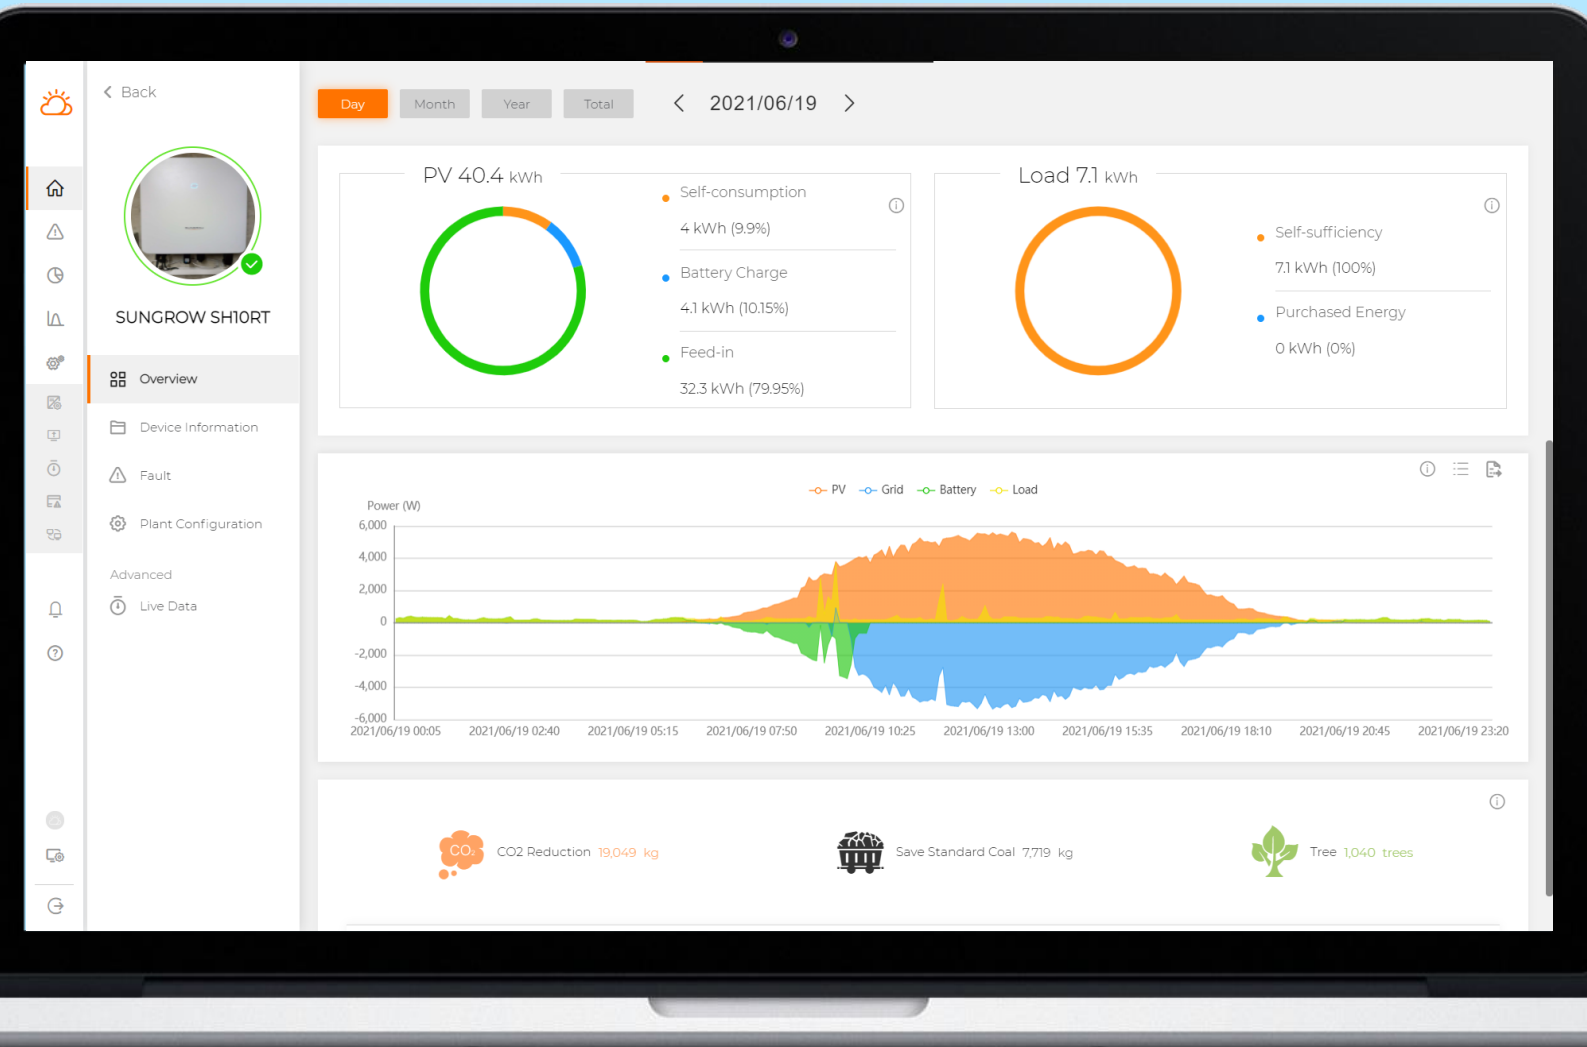 Back
SUNGROW SH10RT
Overview
Device Information
Fault
Plant Configuration
Advanced
Live Data
Day Month Year Total 2021/06/19
PV 40.4 kWh
Self-consumption
4 kWh (9.9%)
Battery Charge
4.1 kWh (10.15%)
Feed-in
32.3 kWh (79.95%)
Load 7.1 kWh
Self-sufficiency
7.1 kWh (100%)
Purchased Energy
0 kWh (0%)
PV Grid Battery Load
Power (W)
6,000
4,000
2,000
0
-2,000
-4,000
-6,000
2021/06/19 00:05 2021/06/19 02:40 2021/06/19 05:15 2021/06/19 07:50 2021/06/19 10:25 2021/06/19 13:00 2021/06/19 15:35 2021/06/19 18:10 2021/06/19 20:45 2021/06/19 23:20
CO₂ CO2 Reduction 19,049 kg
Save Standard Coal 7,719 kg
Tree 1,040 trees